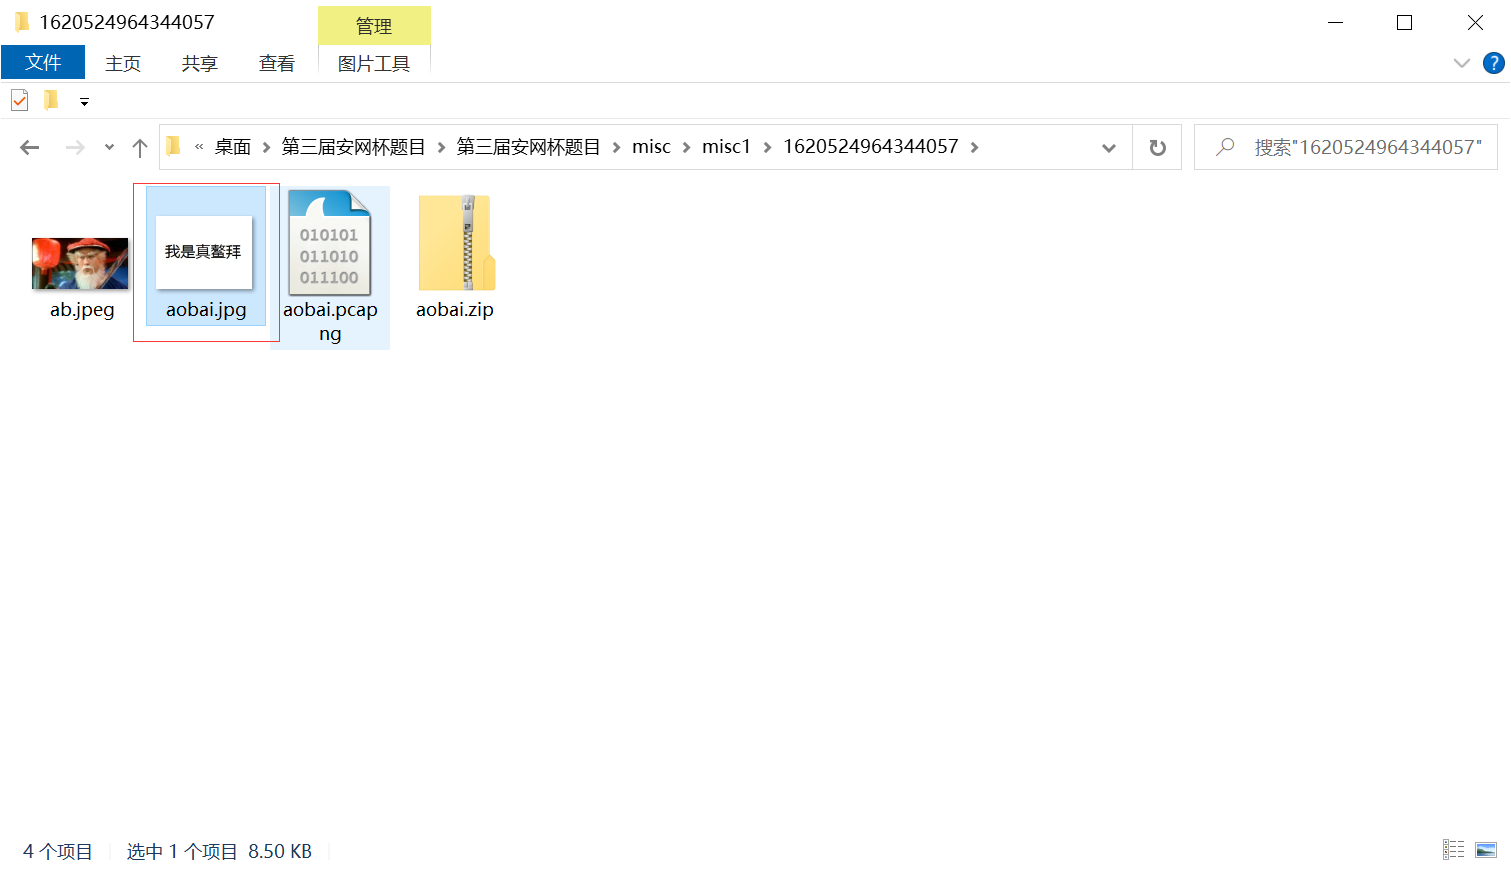 1620524964344057
管理
文件
主页
共享
查看
图片工具
?
« 桌面 > 第三届安网杯题目 > 第三届安网杯题目 > misc > misc1 > 1620524964344057 >
搜索"1620524964344057"
我是真鳌拜
010101
011010
011100
ab.jpeg
aobai.jpg
aobai.pcap
ng
aobai.zip
4 个项目
选中 1 个项目 8.50 KB